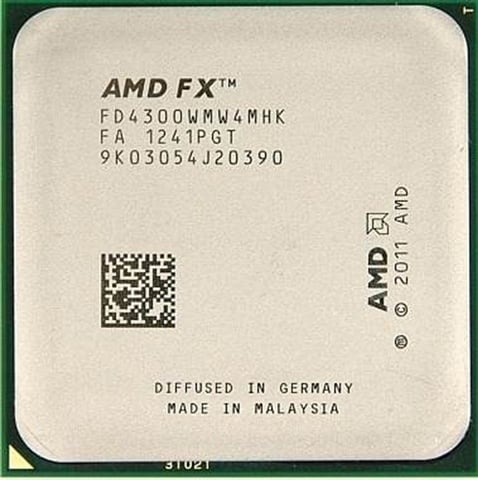 T
AMD FX™
FD4300WMW4MHK
FA 1241PGT
9K03054J20390
AMD
® © 2011 AMD
DIFFUSED IN GERMANY
MADE IN MALAYSIA
31021